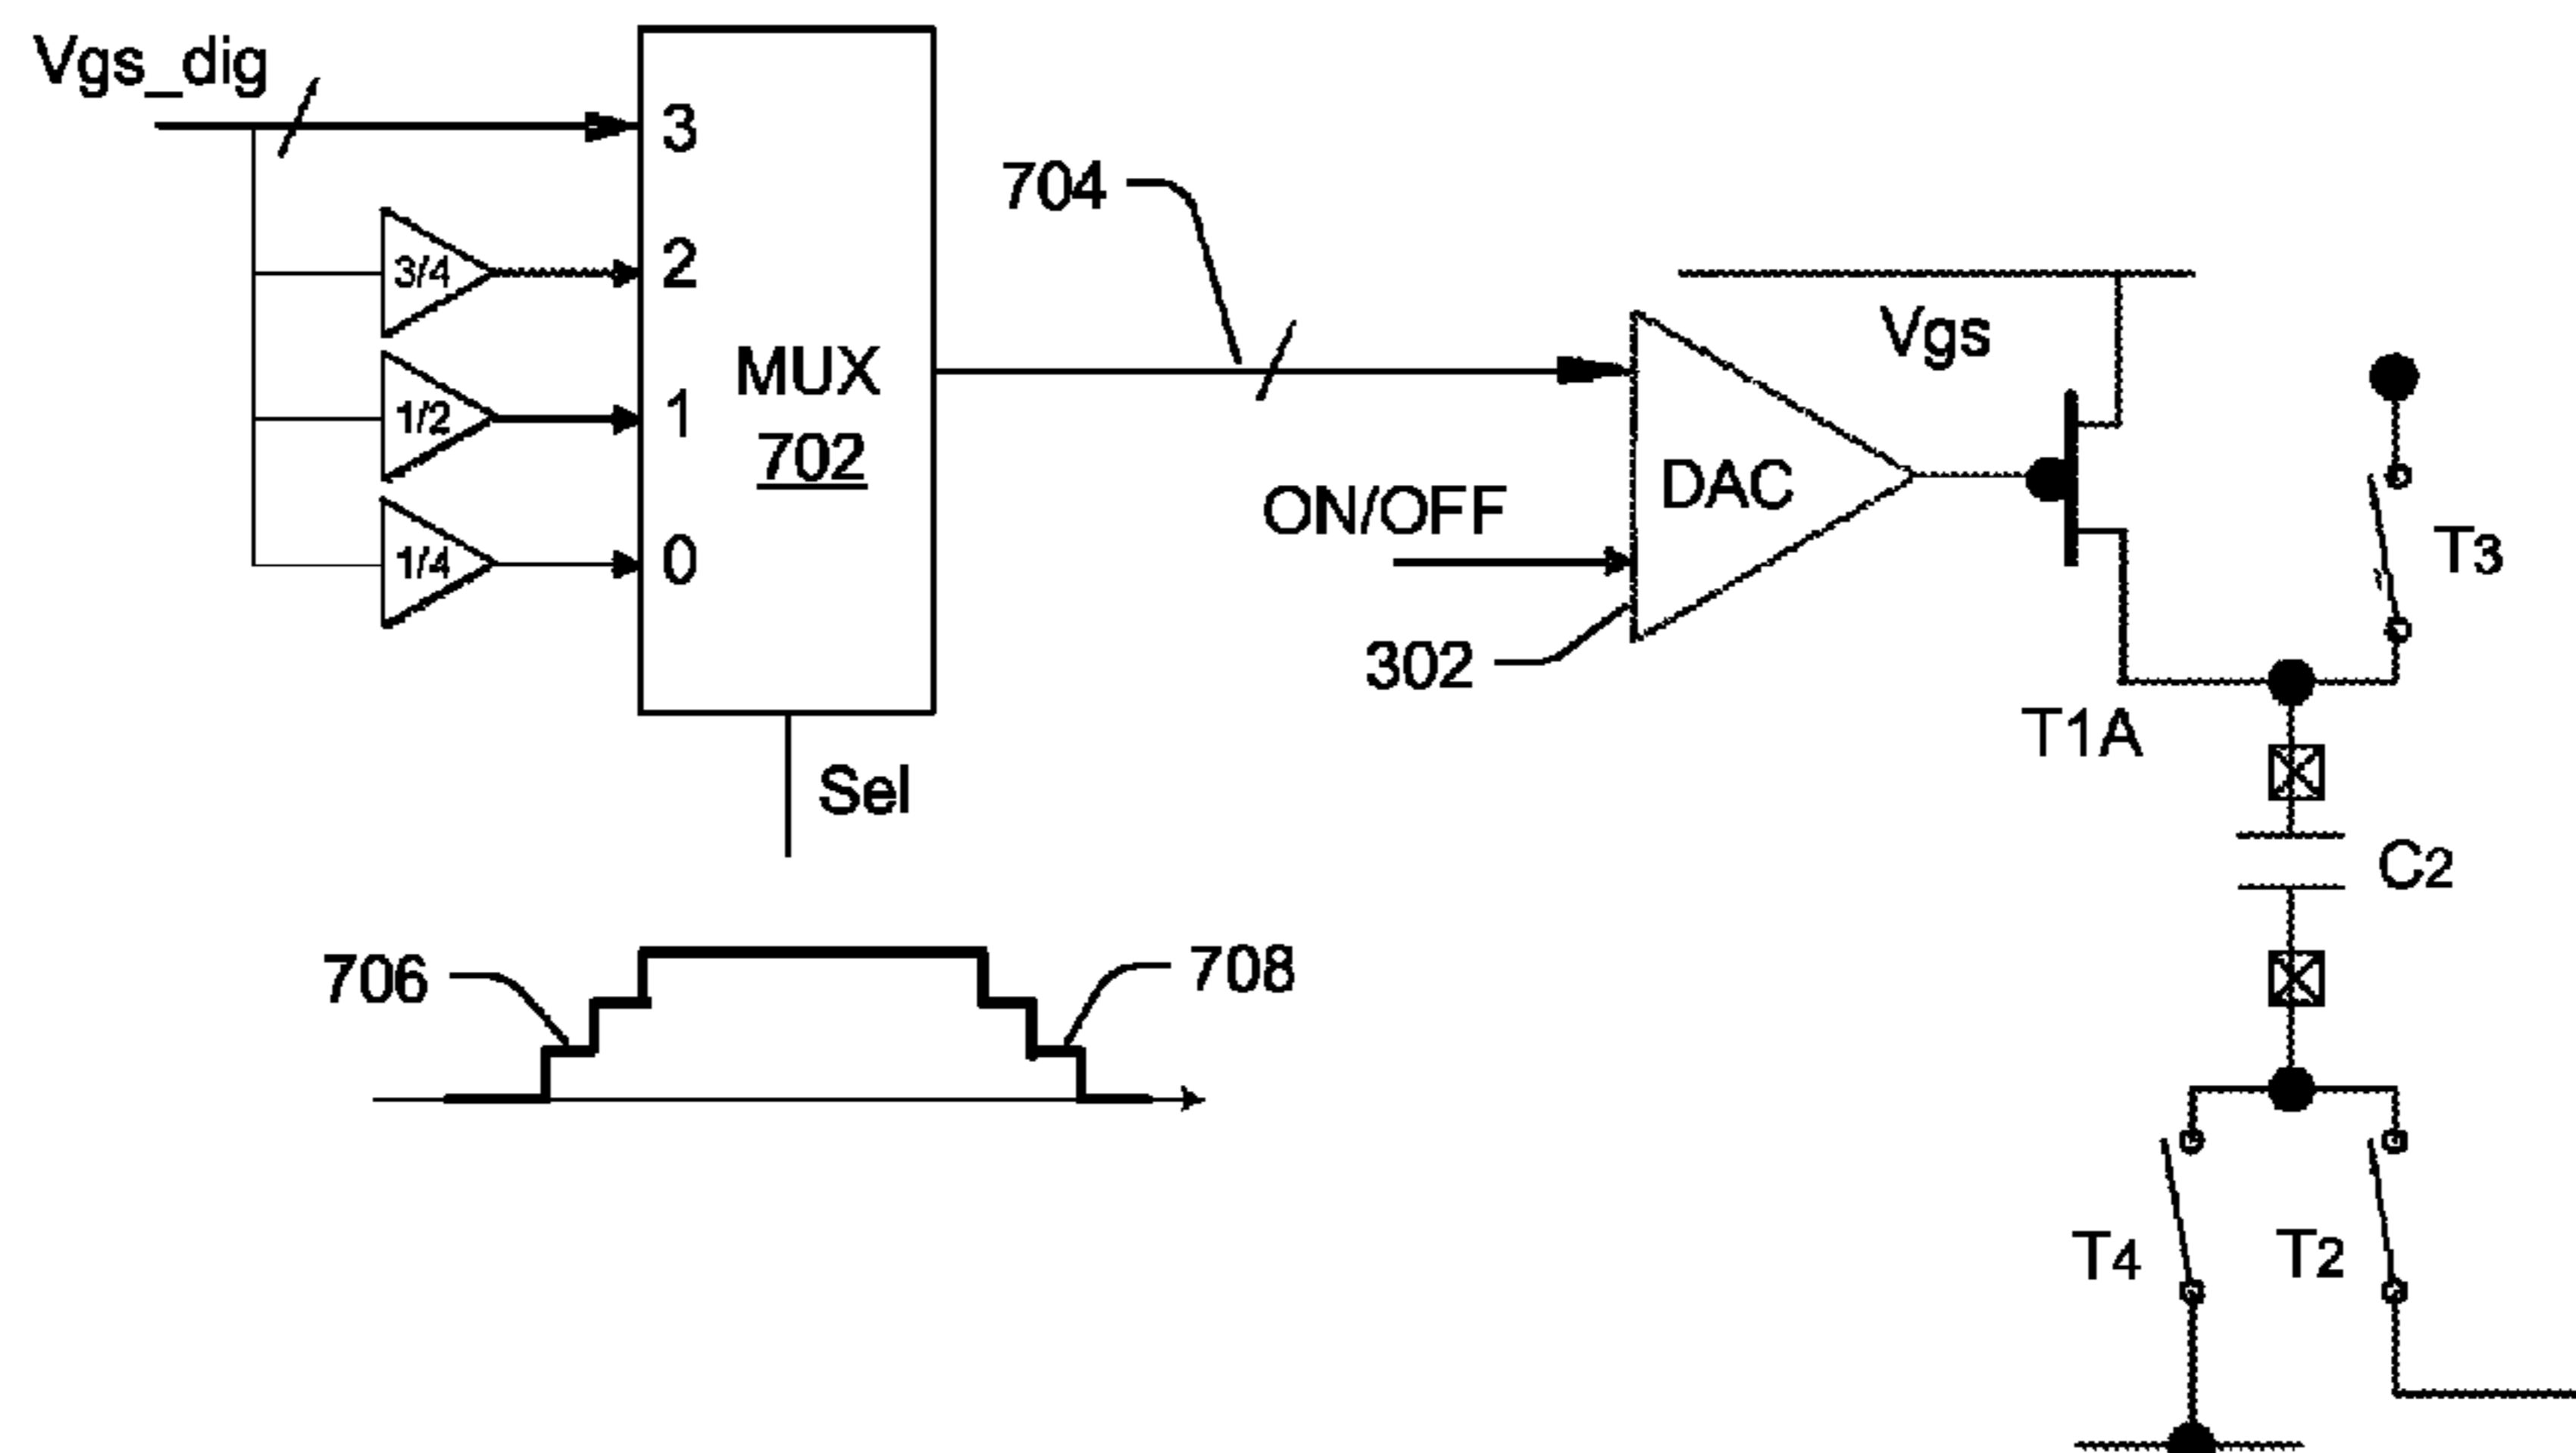 Vgs_dig
3
3/4
2
1/2
1
1/4
0
MUX
702
Sel
704
ON/OFF
302
DAC
Vgs
T3
T1A
C2
706
708
T4
T2